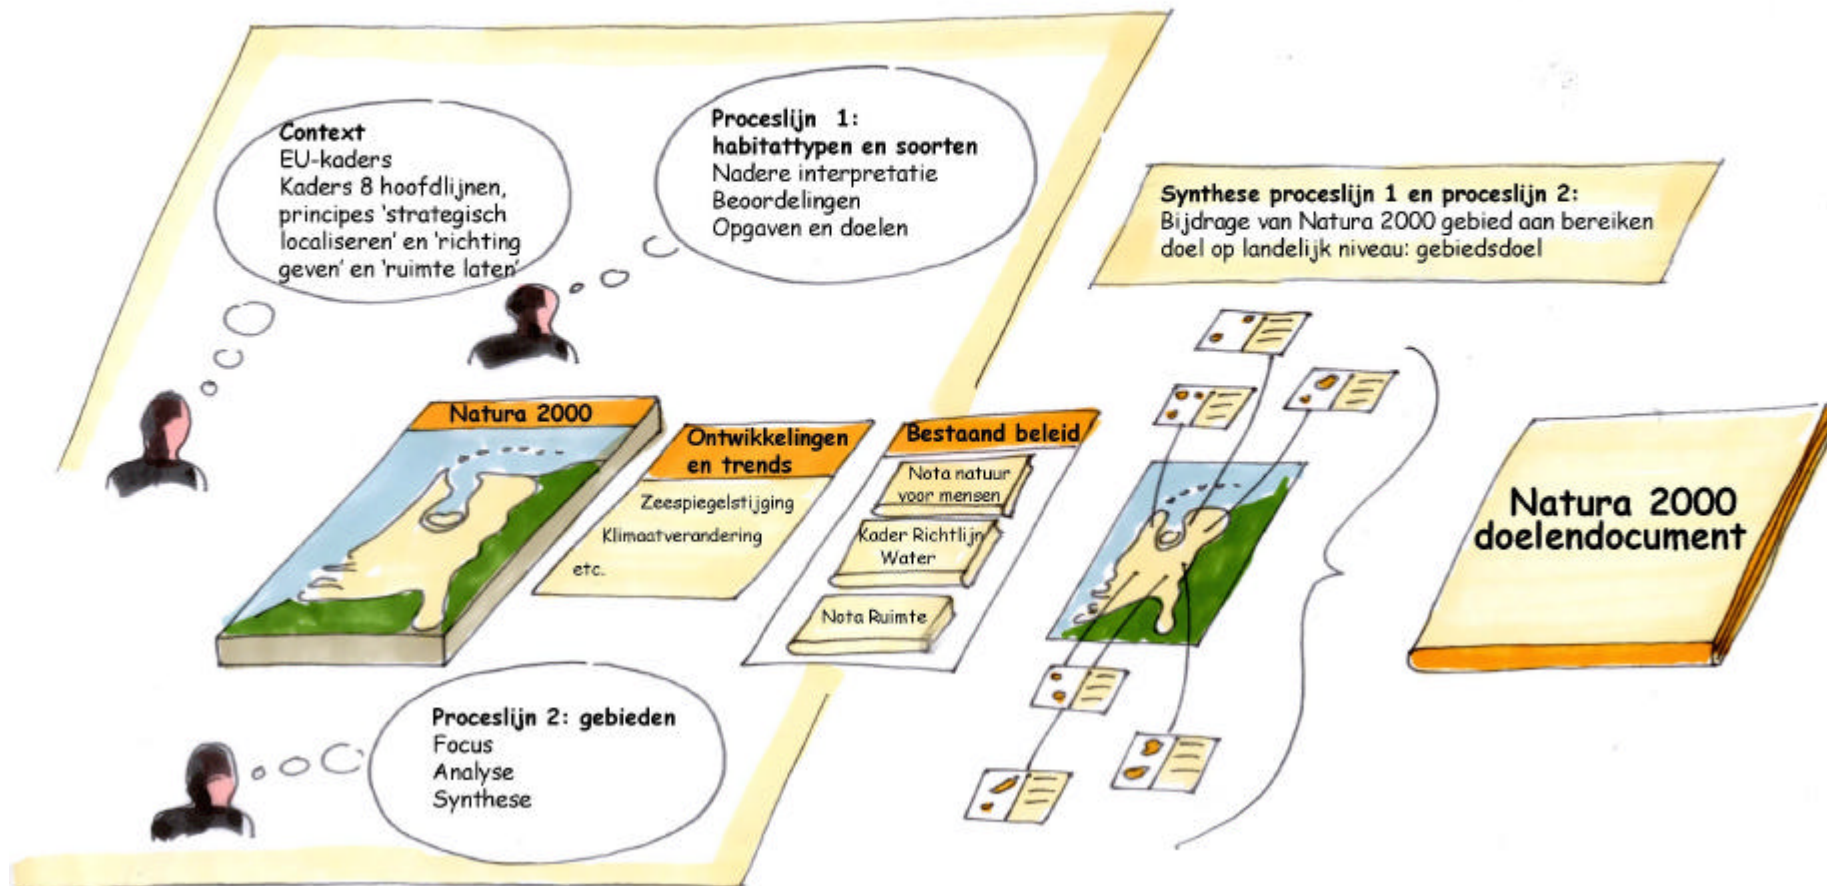 Context
EU-kaders
Kaders 8 hoofdlijnen,
principes 'strategisch
localiseren' en 'richting
geven' en 'ruimte laten'
Proceslijn 1:
habitattypen en soorten
Nadere interpretatie
Beoordelingen
Opgaven en doelen
Synthese proceslijn 1 en proceslijn 2:
Bijdrage van Natura 2000 gebied aan bereiken
doel op landelijk niveau: gebiedsdoel
Natura 2000
Ontwikkelingen
en trends
Zeespiegelstijging
Klimaatverandering
etc.
Bestaand beleid
Nota natuur
voor mensen
Kader Richtlijn
Water
Nota Ruimte
Natura 2000
doelendocument
Proceslijn 2: gebieden
Focus
Analyse
Synthese